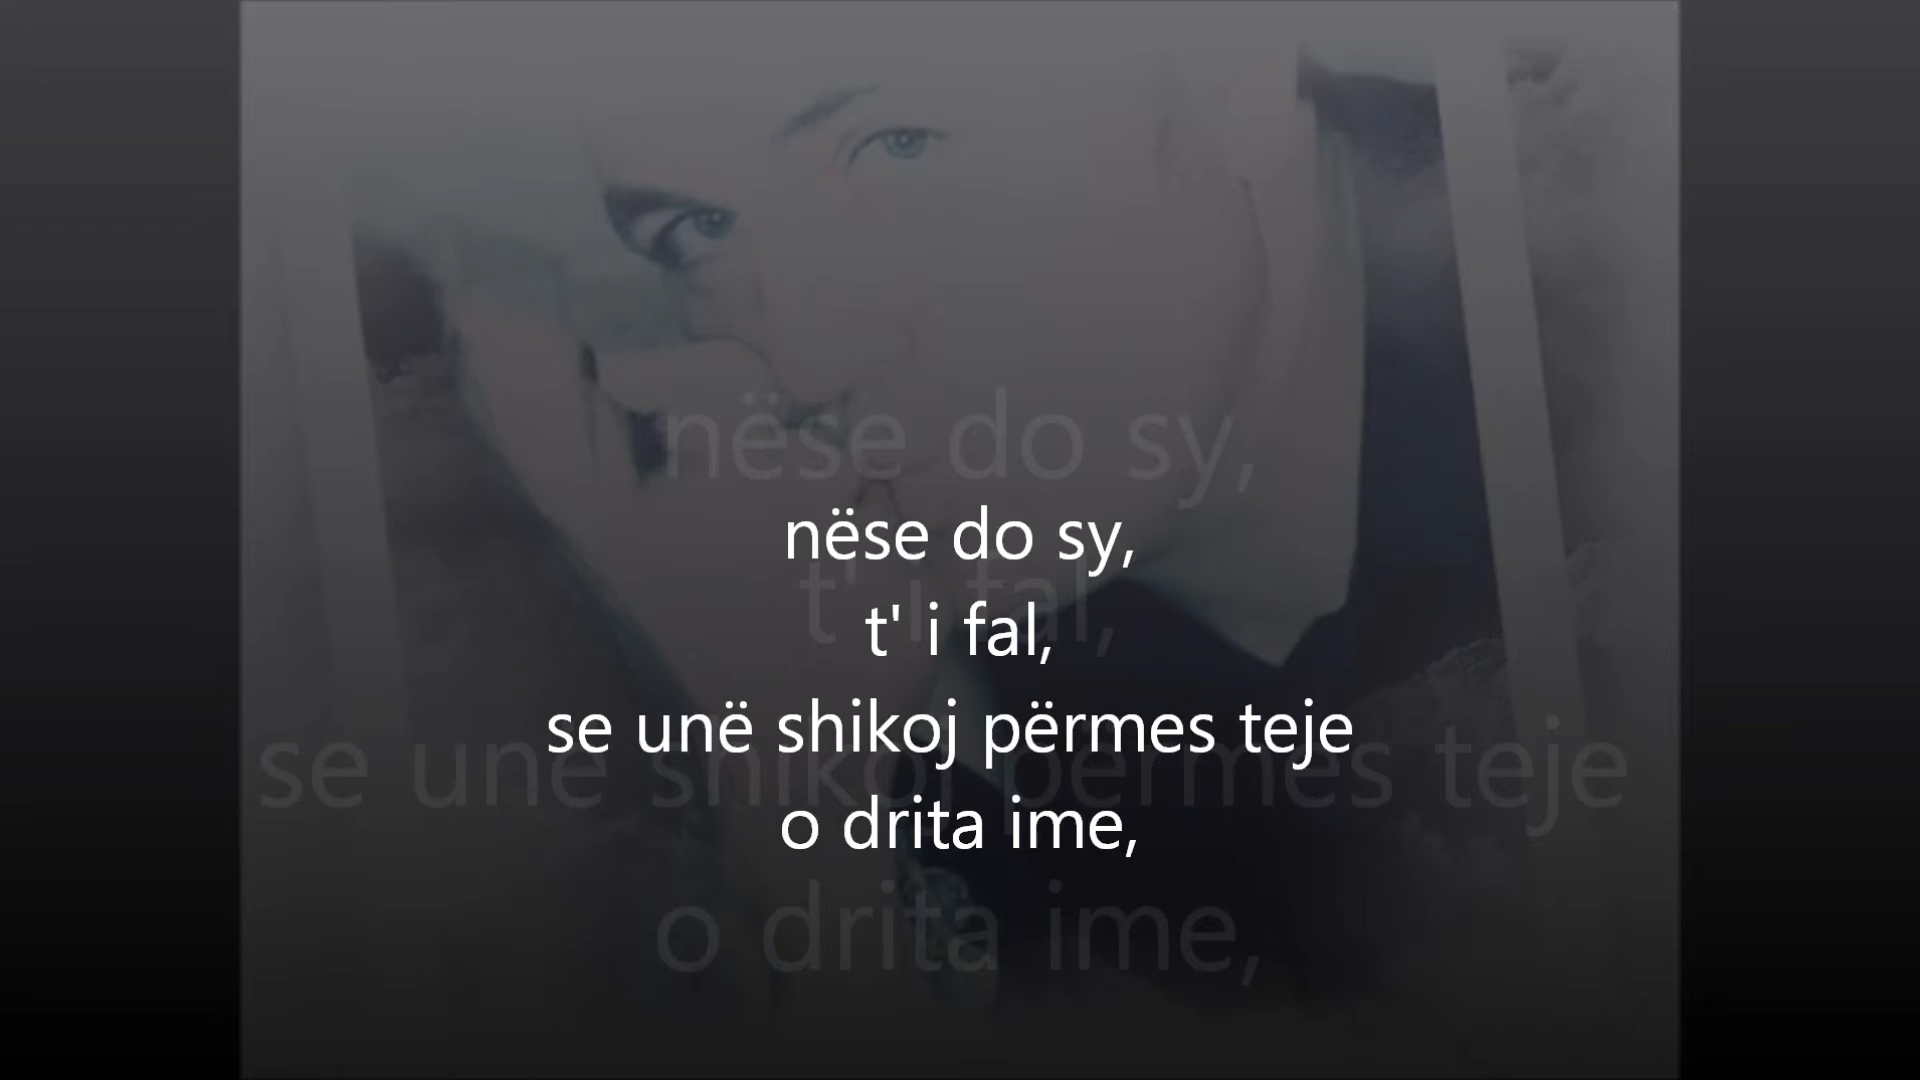 nëse do sy,
t' i fal,
se unë shikoj përmes teje
o drita ime,